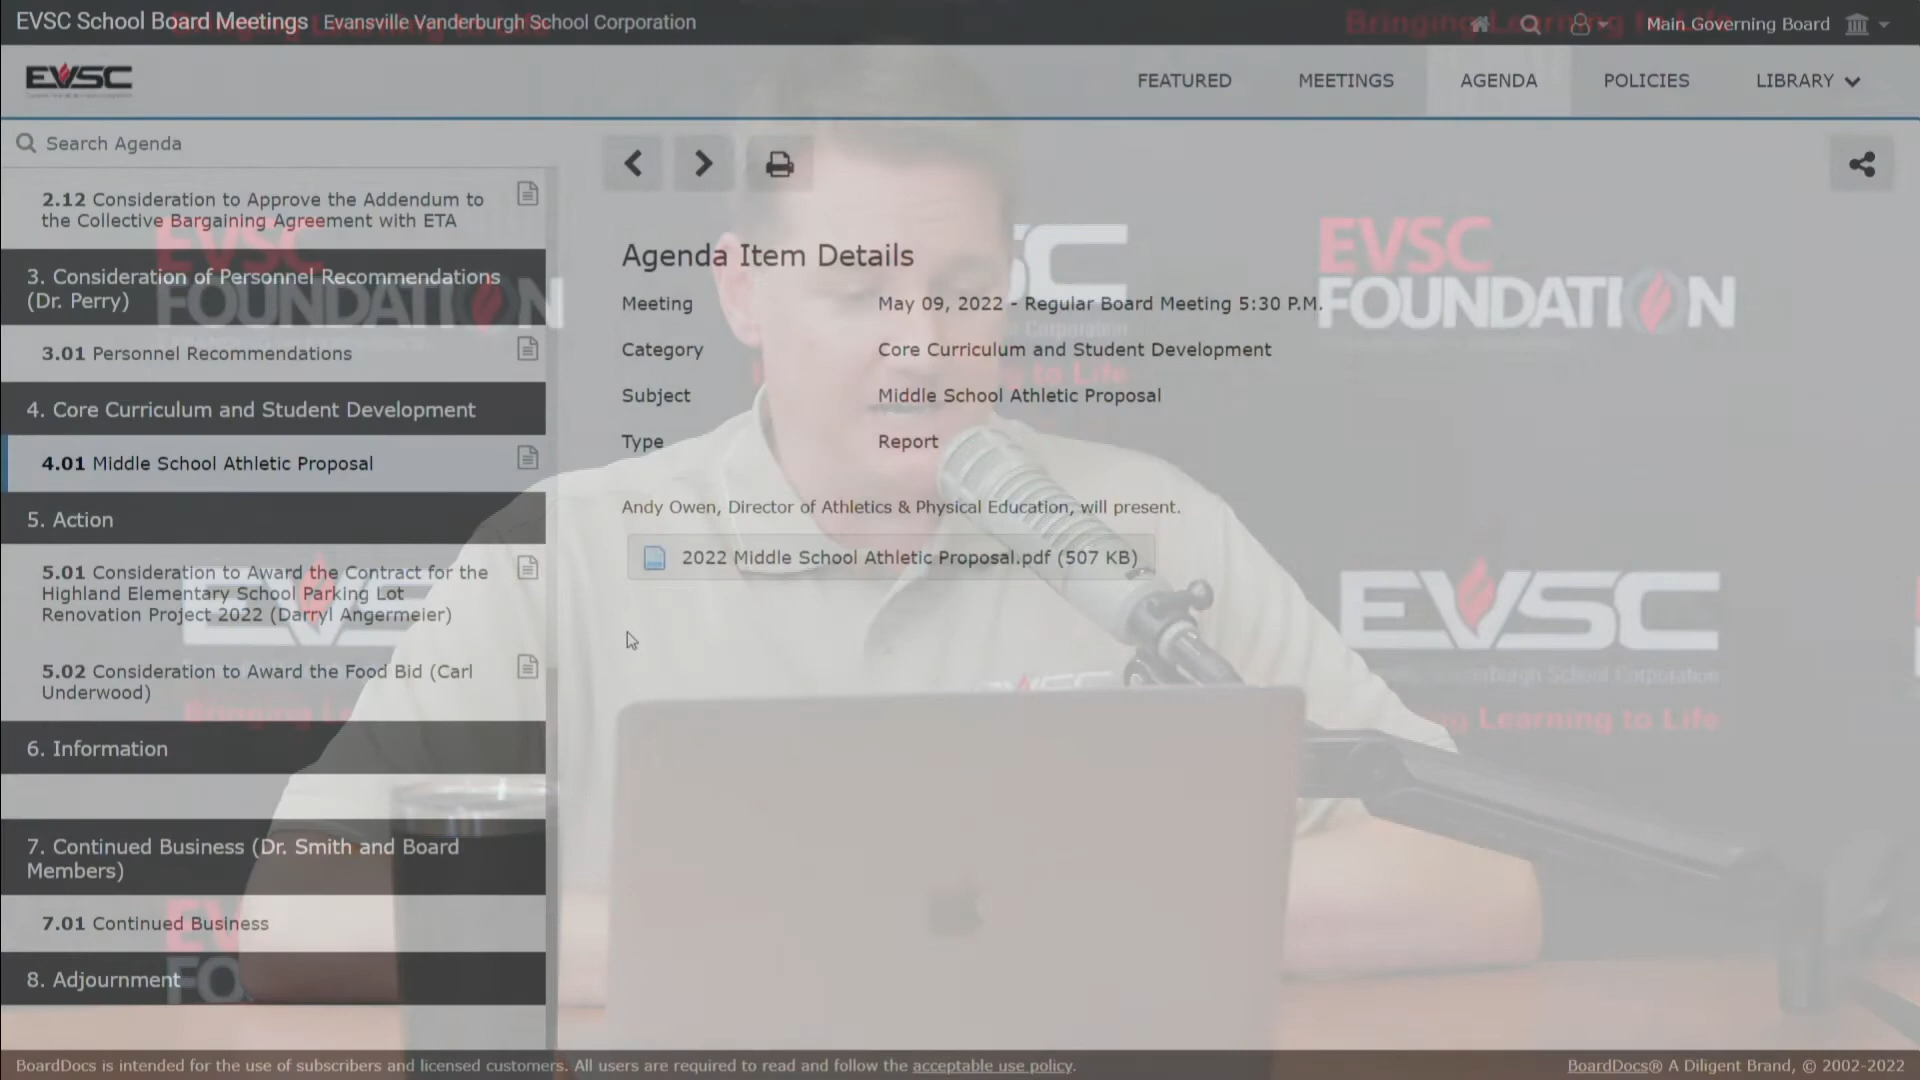 EVSC School Board Meetings Evansville Vanderburgh School Corporation
Main Governing Board
EVSC
FEATURED MEETINGS AGENDA POLICIES LIBRARY
Search Agenda
2.12 Consideration to Approve the Addendum to
the Collective Bargaining Agreement with ETA
3. Consideration of Personnel Recommendations
(Dr. Perry)
3.01 Personnel Recommendations
4. Core Curriculum and Student Development
4.01 Middle School Athletic Proposal
5. Action
5.01 Consideration to Award the Contract for the
Highland Elementary School Parking Lot
Renovation Project 2022 (Darryl Angermeier)
5.02 Consideration to Award the Food Bid (Carl
Underwood)
6. Information
7. Continued Business (Dr. Smith and Board
Members)
7.01 Continued Business
8. Adjournment
Agenda Item Details
Meeting May 09, 2022 - Regular Board Meeting 5:30 P.M.
Category Core Curriculum and Student Development
Subject Middle School Athletic Proposal
Type Report
Andy Owen, Director of Athletics & Physical Education, will present.
2022 Middle School Athletic Proposal.pdf (507 KB)
EVSC
FOUNDATION
EVSC
FOUNDATION
EVSC
Learning to Life
EVSC
BoardDocs is intended for the use of subscribers and licensed customers. All users are required to read and follow the acceptable use policy.
BoardDocs® A Diligent Brand, © 2002-2022